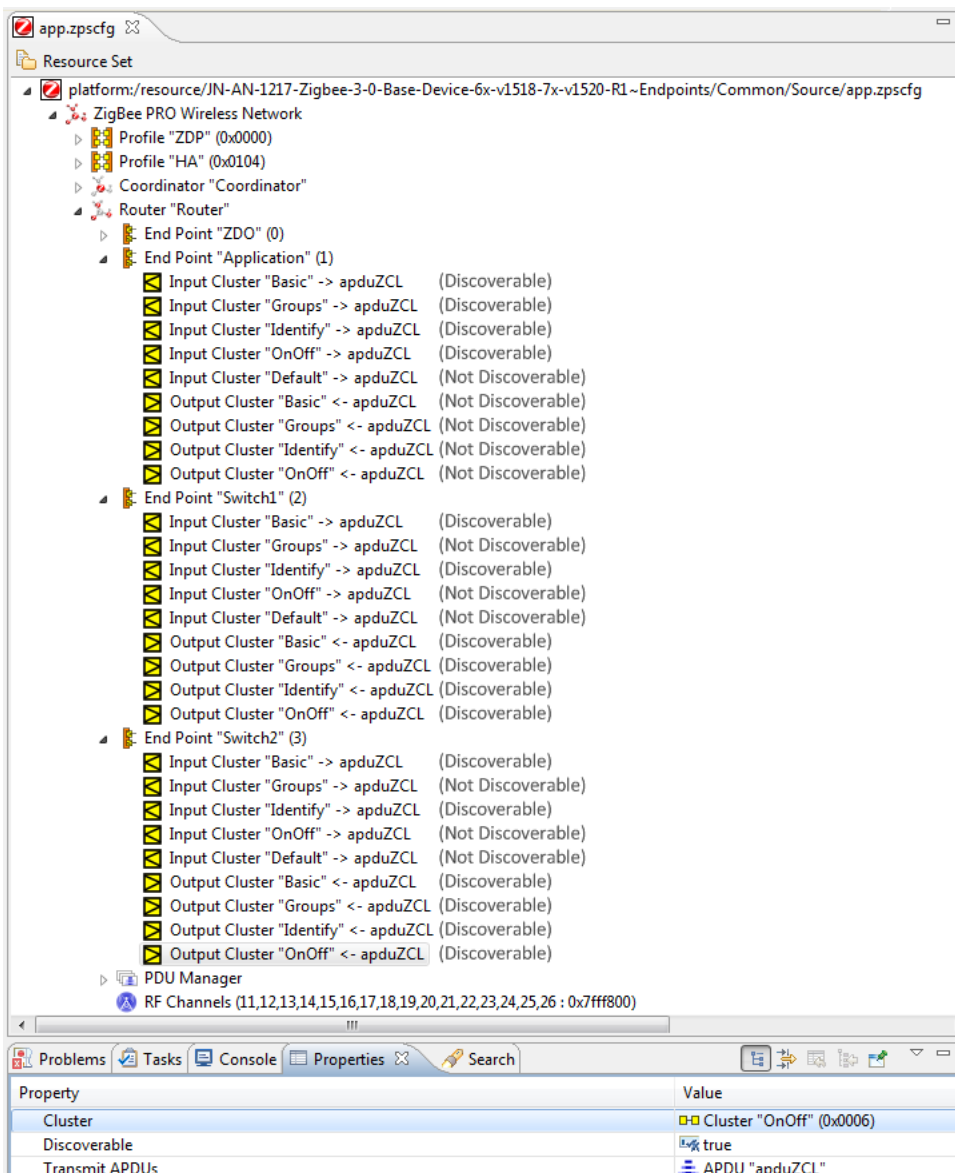 app.zpscfg
Resource Set
platform:/resource/JN-AN-1217-Zigbee-3-0-Base-Device-6x-v1518-7x-v1520-R1~Endpoints/Common/Source/app.zpscfg
ZigBee PRO Wireless Network
Profile "ZDP" (0x0000)
Profile "HA" (0x0104)
Coordinator "Coordinator"
Router "Router"
End Point "ZDO" (0)
End Point "Application" (1)
Input Cluster "Basic" -> apduZCL (Discoverable)
Input Cluster "Groups" -> apduZCL (Discoverable)
Input Cluster "Identify" -> apduZCL (Discoverable)
Input Cluster "OnOff" -> apduZCL (Discoverable)
Input Cluster "Default" -> apduZCL (Not Discoverable)
Output Cluster "Basic" <- apduZCL (Not Discoverable)
Output Cluster "Groups" <- apduZCL (Not Discoverable)
Output Cluster "Identify" <- apduZCL (Not Discoverable)
Output Cluster "OnOff" <- apduZCL (Not Discoverable)
End Point "Switch1" (2)
Input Cluster "Basic" -> apduZCL (Discoverable)
Input Cluster "Groups" -> apduZCL (Not Discoverable)
Input Cluster "Identify" -> apduZCL (Discoverable)
Input Cluster "OnOff" -> apduZCL (Not Discoverable)
Input Cluster "Default" -> apduZCL (Not Discoverable)
Output Cluster "Basic" <- apduZCL (Discoverable)
Output Cluster "Groups" <- apduZCL (Discoverable)
Output Cluster "Identify" <- apduZCL (Discoverable)
Output Cluster "OnOff" <- apduZCL (Discoverable)
End Point "Switch2" (3)
Input Cluster "Basic" -> apduZCL (Discoverable)
Input Cluster "Groups" -> apduZCL (Not Discoverable)
Input Cluster "Identify" -> apduZCL (Discoverable)
Input Cluster "OnOff" -> apduZCL (Not Discoverable)
Input Cluster "Default" -> apduZCL (Not Discoverable)
Output Cluster "Basic" <- apduZCL (Discoverable)
Output Cluster "Groups" <- apduZCL (Discoverable)
Output Cluster "Identify" <- apduZCL (Discoverable)
Output Cluster "OnOff" <- apduZCL (Discoverable)
PDU Manager
RF Channels (11,12,13,14,15,16,17,18,19,20,21,22,23,24,25,26 : 0x7fff800)
Problems Tasks Console Properties Search
Property Value
Cluster Cluster "OnOff" (0x0006)
Discoverable true
Transmit APDUs APDU "apduZCL"